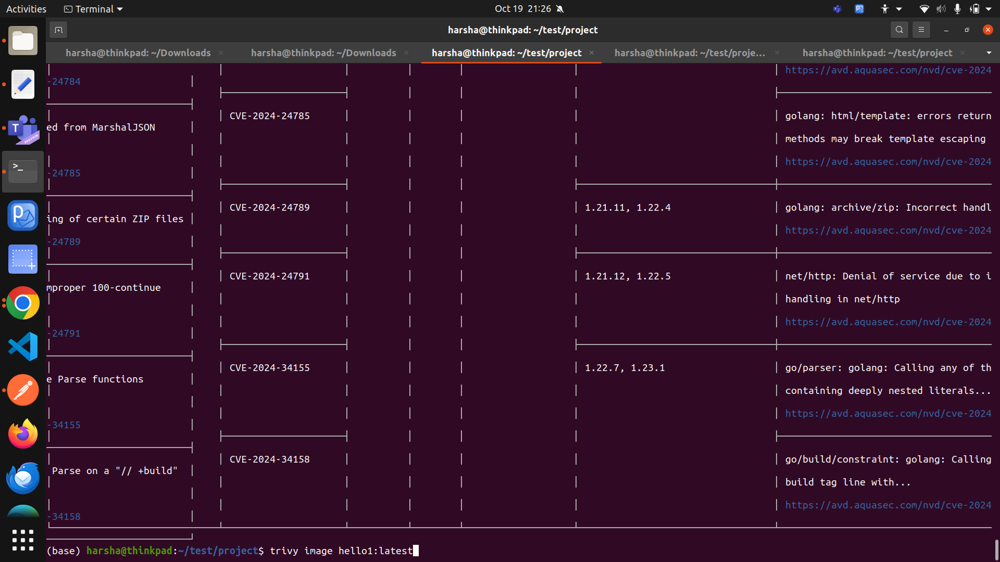 Activities Terminal Oct 19 21:26
harsha@thinkpad: ~/test/project
harsha@thinkpad: ~/Downloads harsha@thinkpad: ~/Downloads harsha@thinkpad: ~/test/project harsha@thinkpad: ~/test/proje... harsha@thinkpad: ~/test/project
https://avd.aquasec.com/nvd/cve-2024
-24784
CVE-2024-24785 golang: html/template: errors return
ed from MarshalJSON
methods may break template escaping
https://avd.aquasec.com/nvd/cve-2024
-24785
CVE-2024-24789 1.21.11, 1.22.4 golang: archive/zip: Incorrect handl
ing of certain ZIP files
https://avd.aquasec.com/nvd/cve-2024
-24789
CVE-2024-24791 1.21.12, 1.22.5 net/http: Denial of service due to i
mproper 100-continue
handling in net/http
https://avd.aquasec.com/nvd/cve-2024
-24791
CVE-2024-34155 1.22.7, 1.23.1 go/parser: golang: Calling any of th
e Parse functions
containing deeply nested literals...
https://avd.aquasec.com/nvd/cve-2024
-34155
CVE-2024-34158 go/build/constraint: golang: Calling
Parse on a "// +build"
build tag line with...
https://avd.aquasec.com/nvd/cve-2024
-34158
(base) harsha@thinkpad:~/test/project$ trivy image hello1:latest
T
PREVIEW